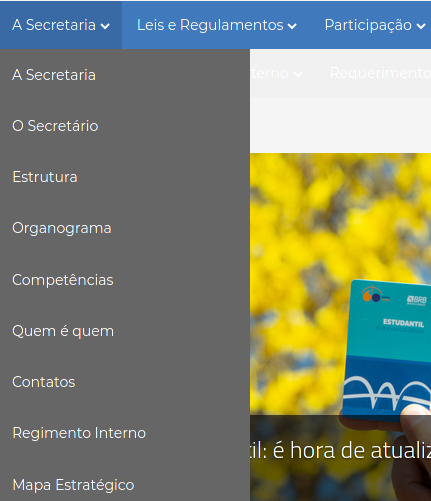 A Secretaria
Leis e Regulamentos
Participação
A Secretaria
terno
Requerimento
O Secretário
Estrutura
Organograma
Competências
BRB
ESTUDANTIL
Quem é quem
Contatos
Regimento Interno
til: é hora de atualiz
Mapa Estratégico